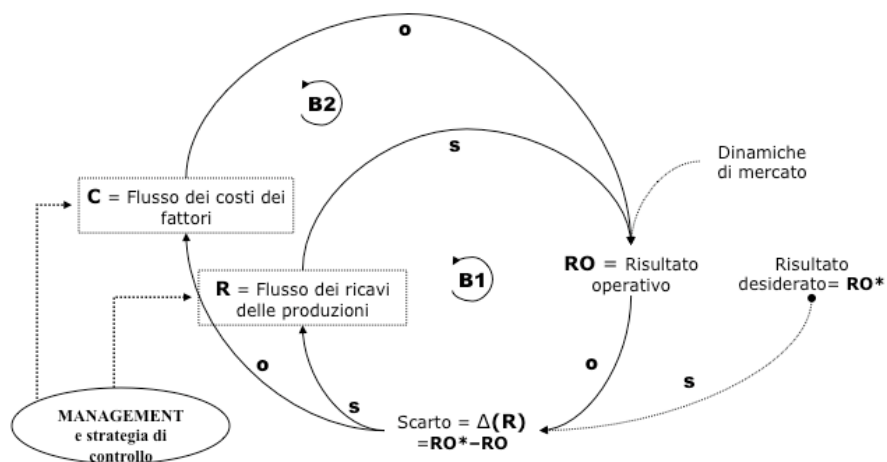 o
B2
s
Dinamiche
di mercato
C = Flusso dei costi dei
fattori
B1
RO = Risultato
operativo
Risultato
desiderato= RO*
R = Flusso dei ricavi
delle produzioni
o
o
s
s
MANAGEMENT
e strategia di
controllo
Scarto = Δ(R)
=RO*–RO